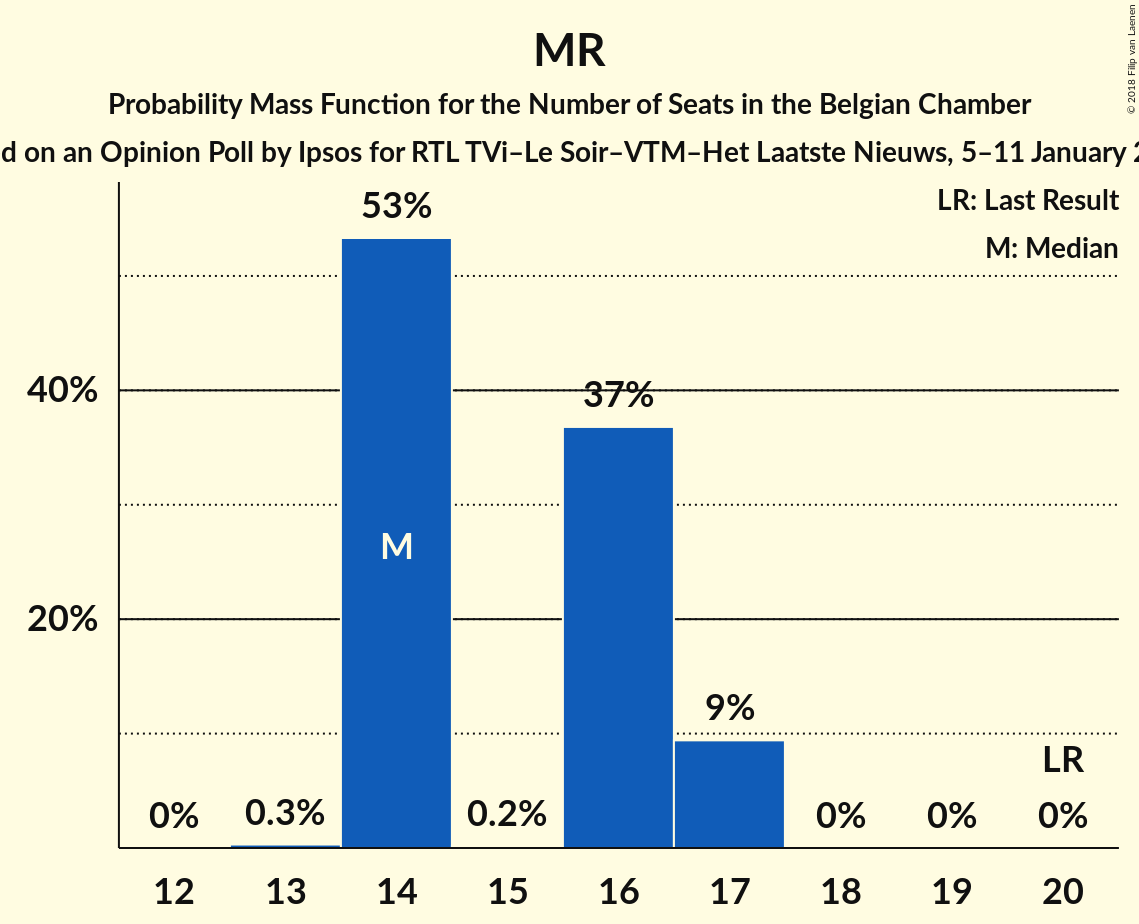 MR
Probability Mass Function for the Number of Seats in the Belgian Chamber
d on an Opinion Poll by Ipsos for RTL TVi–Le Soir–VTM–Het Laatste Nieuws, 5–11 January 2
© 2018 Filip van Laenen
LR: Last Result
M: Median
53%
40%
37%
M
20%
9%
LR
0%
0.3%
0.2%
0%
0%
0%
12 13 14 15 16 17 18 19 20